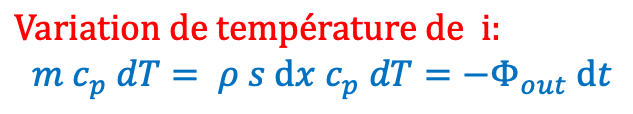 Variation de température de i:
m c_p dT = ρ s dx c_p dT = −Φ_out dt